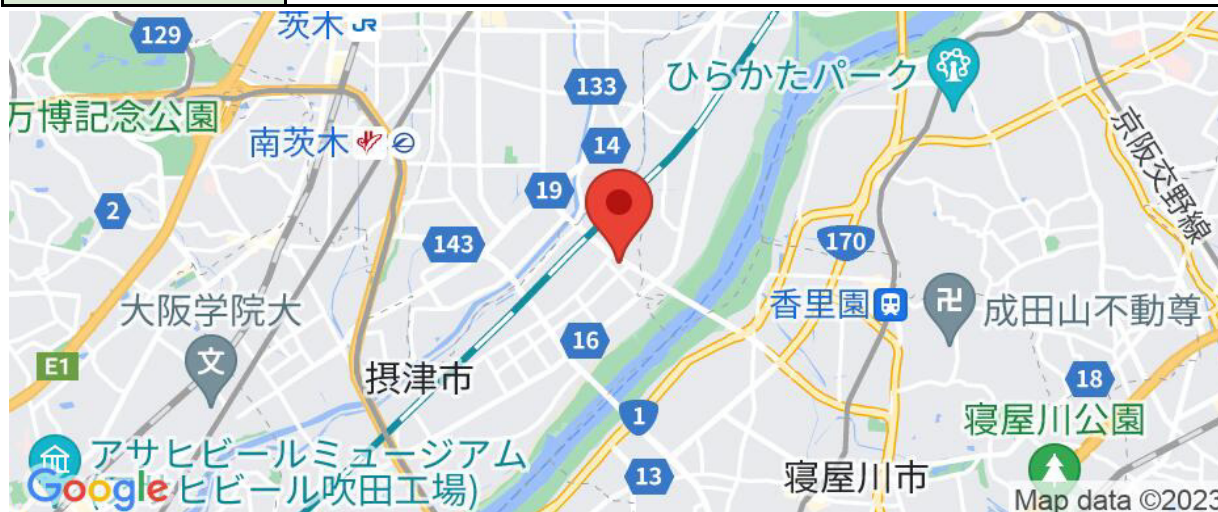 129
茨木 JR
ひらかたパーク
133
万博記念公園
南茨木
14
京阪交野線
19
2
143
170
大阪学院大
文
香里園
卍
成田山不動尊
16
E1
摂津市
18
1
寝屋川公園
アサヒビールミュージアム
ヒビール吹田工場)
13
寝屋川市
Google
Map data ©2023